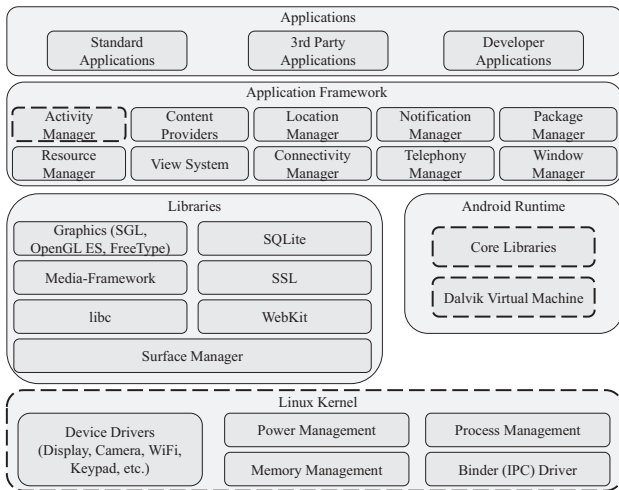 Applications
Standard
Applications
3rd Party
Applications
Developer
Applications
Application Framework
Activity
Manager
Content
Providers
Location
Manager
Notification
Manager
Package
Manager
Resource
Manager
View System
Connectivity
Manager
Telephony
Manager
Window
Manager
Libraries
Graphics (SGL,
OpenGL ES, FreeType)
SQLite
Media-Framework
SSL
libc
WebKit
Surface Manager
Android Runtime
Core Libraries
Dalvik Virtual Machine
Linux Kernel
Device Drivers
(Display, Camera, WiFi,
Keypad, etc.)
Power Management
Process Management
Memory Management
Binder (IPC) Driver